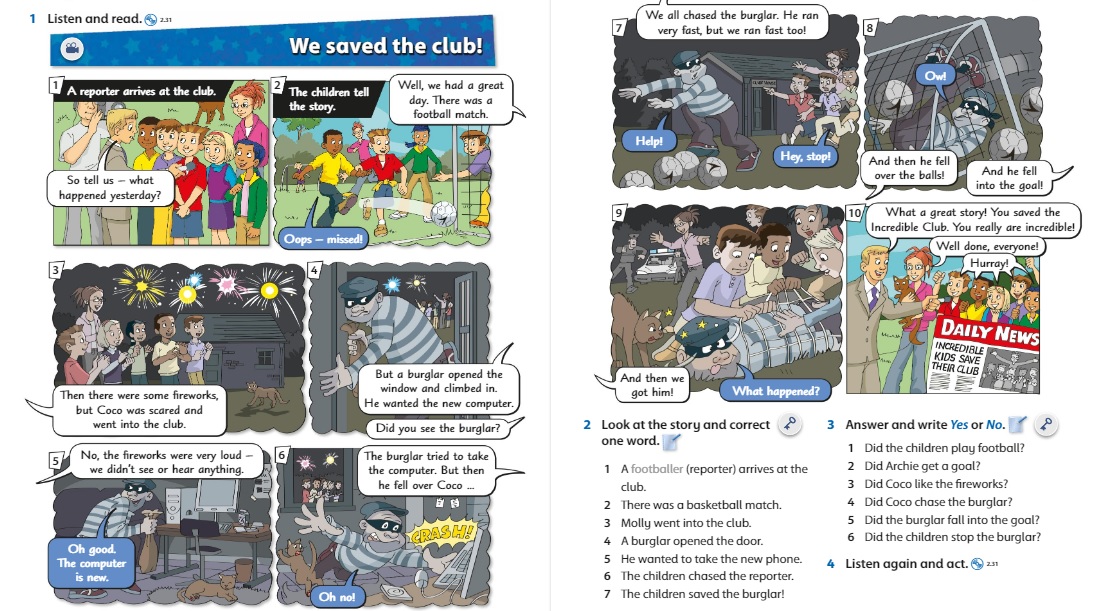 1 Listen and read. 2.31
We saved the club!
1
A reporter arrives at the club.
So tell us – what
happened yesterday?
2
The children tell
the story.
Well, we had a great
day. There was a
football match.
Oops – missed!
3
Then there were some fireworks,
but Coco was scared and
went into the club.
4
But a burglar opened the
window and climbed in.
He wanted the new computer.
Did you see the burglar?
5
No, the fireworks were very loud –
we didn't see or hear anything.
Oh good.
The computer
is new.
6
The burglar tried to take
the computer. But then
he fell over Coco ...
CRASH!
Oh no!
7
We all chased the burglar. He ran
very fast, but we ran fast too!
Help!
Hey, stop!
8
Ow!
And then he fell
over the balls!
And he fell
into the goal!
9
And then we
got him!
What happened?
10
What a great story! You saved the
Incredible Club. You really are incredible!
Well done, everyone!
Hurray!
DAILY NEWS
INCREDIBLE
KIDS SAVE
THEIR CLUB
2 Look at the story and correct
one word.
1 A footballer (reporter) arrives at the
club.
2 There was a basketball match.
3 Molly went into the club.
4 A burglar opened the door.
5 He wanted to take the new phone.
6 The children chased the reporter.
7 The children saved the burglar!
3 Answer and write Yes or No.
1 Did the children play football?
2 Did Archie get a goal?
3 Did Coco like the fireworks?
4 Did Coco chase the burglar?
5 Did the burglar fall into the goal?
6 Did the children stop the burglar?
4 Listen again and act. 2.31